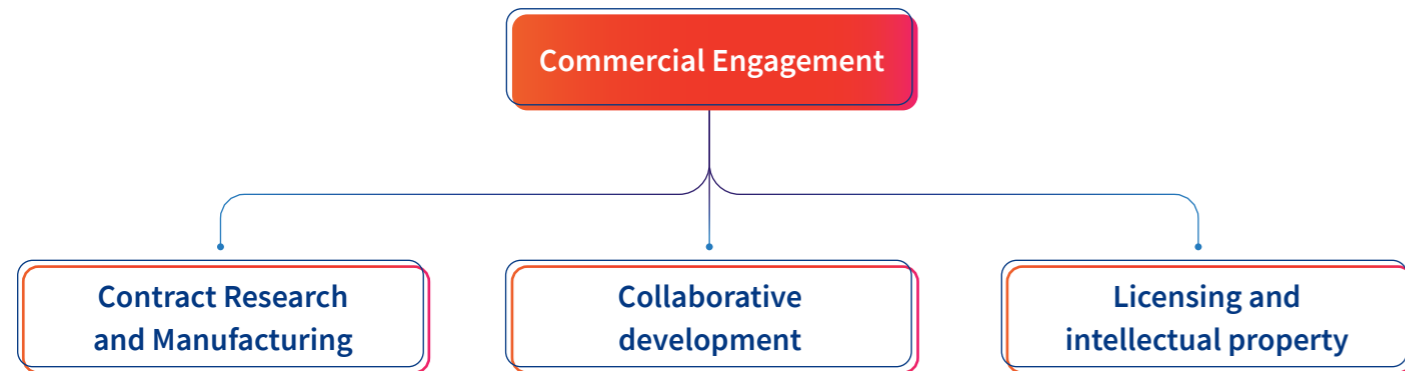 Commercial Engagement
Contract Research
and Manufacturing
Collaborative
development
Licensing and
intellectual property